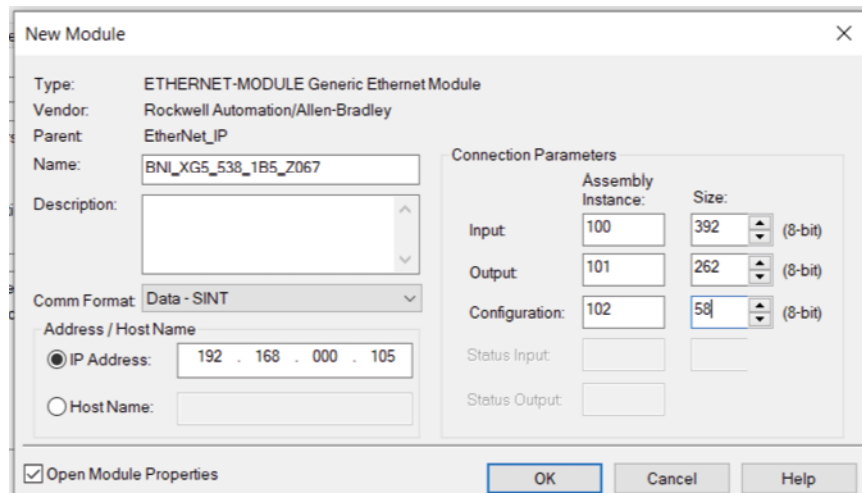 New Module
Type: ETHERNET-MODULE Generic Ethernet Module
Vendor: Rockwell Automation/Allen-Bradley
Parent: EtherNet_IP
Name: BNI_XG5_538_1B5_Z067
Description:
Comm Format: Data - SINT
Address / Host Name
IP Address: 192 . 168 . 000 . 105
Host Name:
Connection Parameters
Assembly
Instance: Size:
Input: 100 392 (8-bit)
Output: 101 262 (8-bit)
Configuration: 102 58 (8-bit)
Status Input:
Status Output:
Open Module Properties
OK Cancel Help